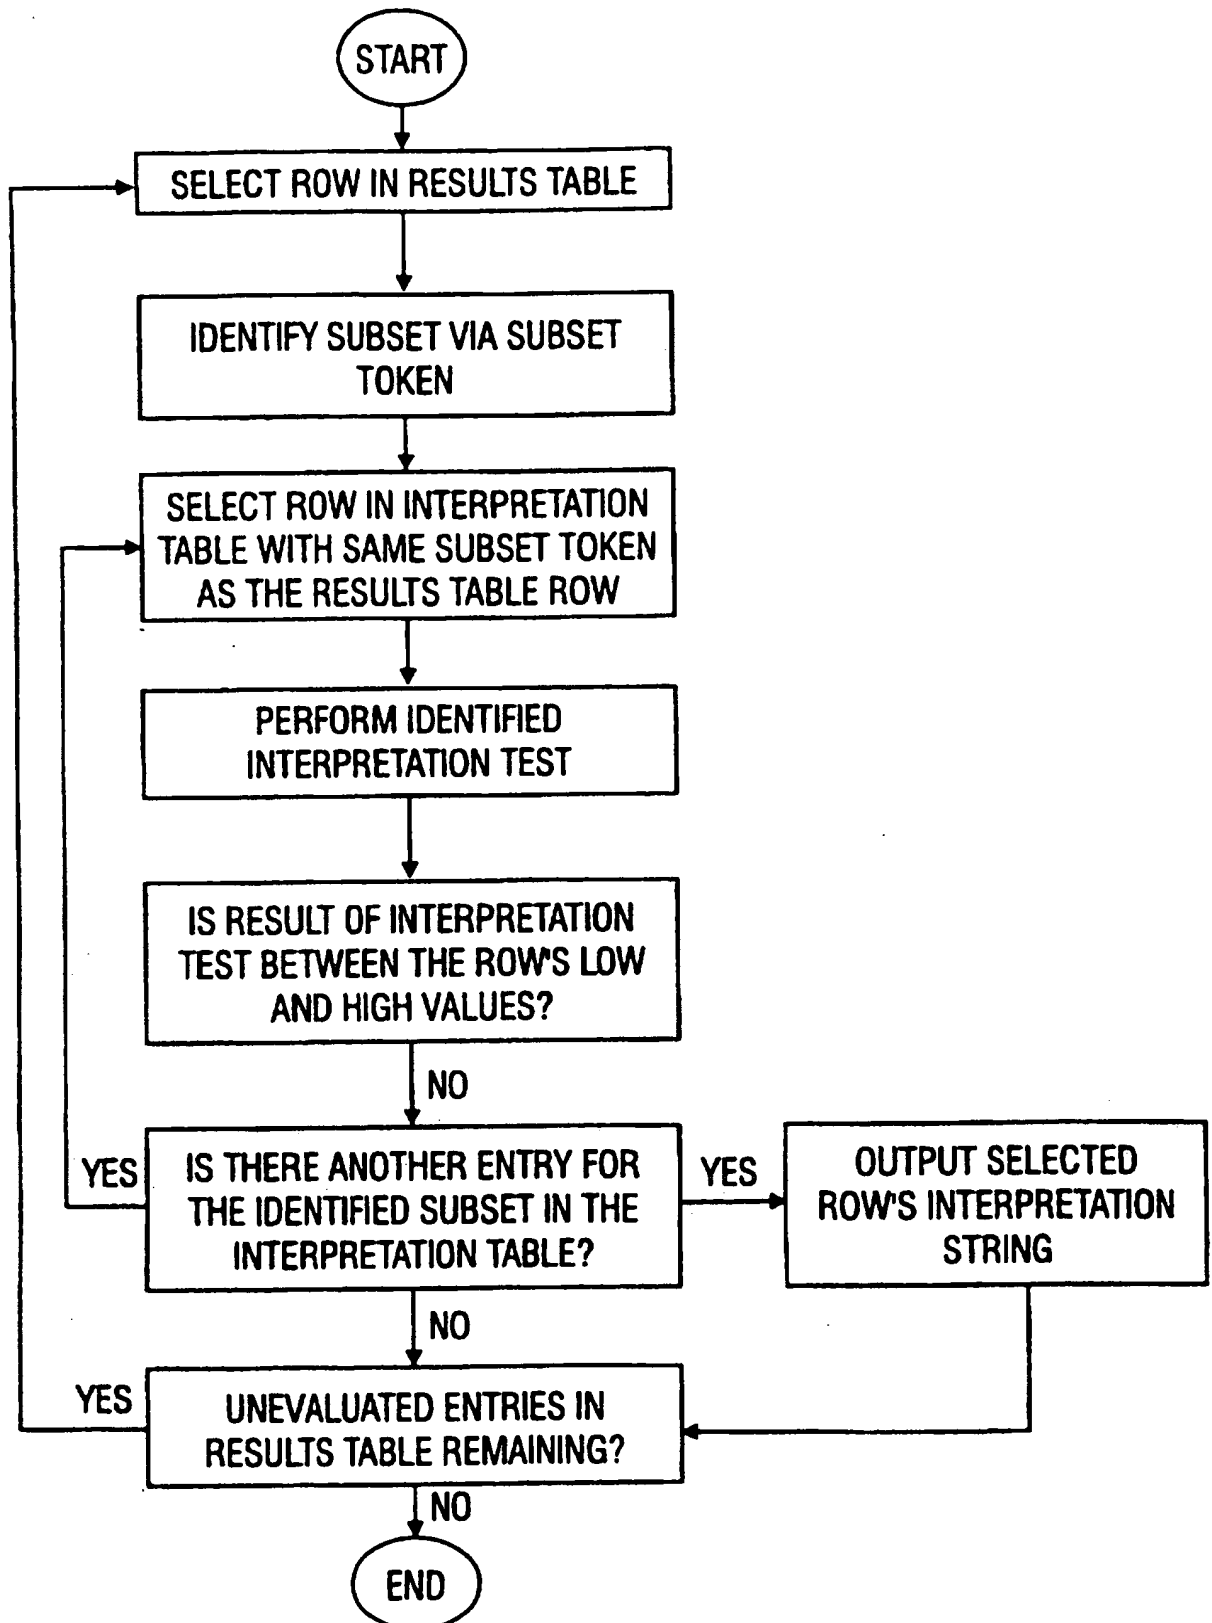 START
SELECT ROW IN RESULTS TABLE
IDENTIFY SUBSET VIA SUBSET
TOKEN
SELECT ROW IN INTERPRETATION
TABLE WITH SAME SUBSET TOKEN
AS THE RESULTS TABLE ROW
PERFORM IDENTIFIED
INTERPRETATION TEST
IS RESULT OF INTERPRETATION
TEST BETWEEN THE ROW'S LOW
AND HIGH VALUES?
NO
YES
IS THERE ANOTHER ENTRY FOR
THE IDENTIFIED SUBSET IN THE
INTERPRETATION TABLE?
YES
OUTPUT SELECTED
ROW'S INTERPRETATION
STRING
NO
YES
UNEVALUATED ENTRIES IN
RESULTS TABLE REMAINING?
NO
END